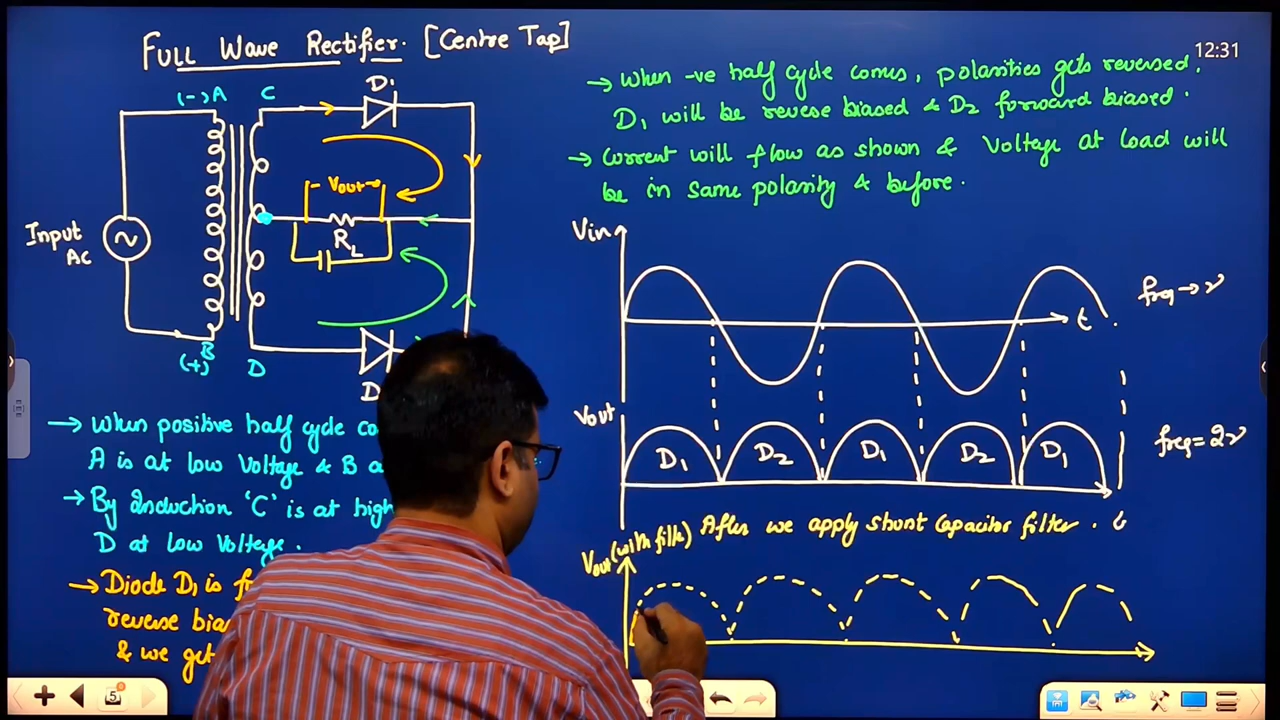 FULL Wave Rectifier. [Centre Tap]
12:31
(-) A
C
D1
- Vout -
RL
Input
Ac
B
(+)
D
→ When positive half cycle
A is at low Voltage & B
→ By Induction 'C' is at high
D at low Voltage.
→ Diode D1 is
reverse
& we get
→ When -ve half cycle comes, polarities gets reversed.
D1 will be reverse biased & D2 forward biased.
→ Current will flow as shown & Voltage at load will
be in same polarity & before.
Vin
t
freq → ν
Vout
D1 D2 D1 D2 D1
freq = 2ν
t
After we apply shunt Capacitor filter.
Vout (with filter)
5